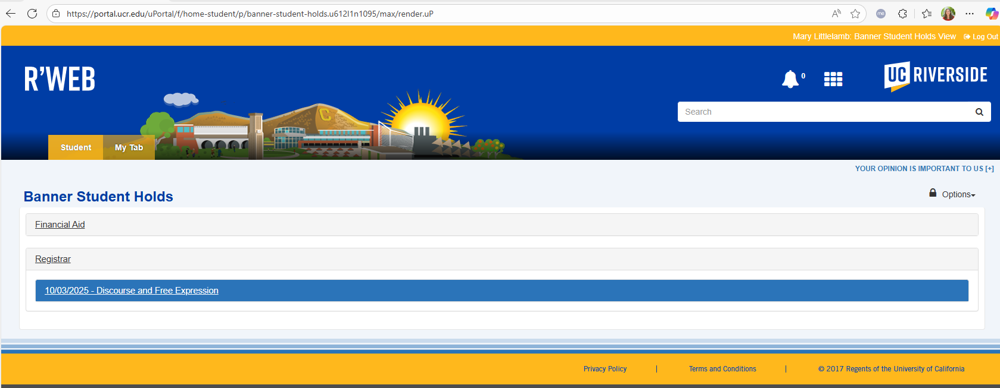 https://portal.ucr.edu/uPortal/f/home-student/p/banner-student-holds.u612l1n1095/max/render.uP
Mary Littlelamb: Banner Student Holds View Log Out
R'WEB
0
UC RIVERSIDE
Search
C
Student My Tab
YOUR OPINION IS IMPORTANT TO US [+]
Banner Student Holds
Options
Financial Aid
Registrar
10/03/2025 - Discourse and Free Expression
Privacy Policy | Terms and Conditions | © 2017 Regents of the University of California